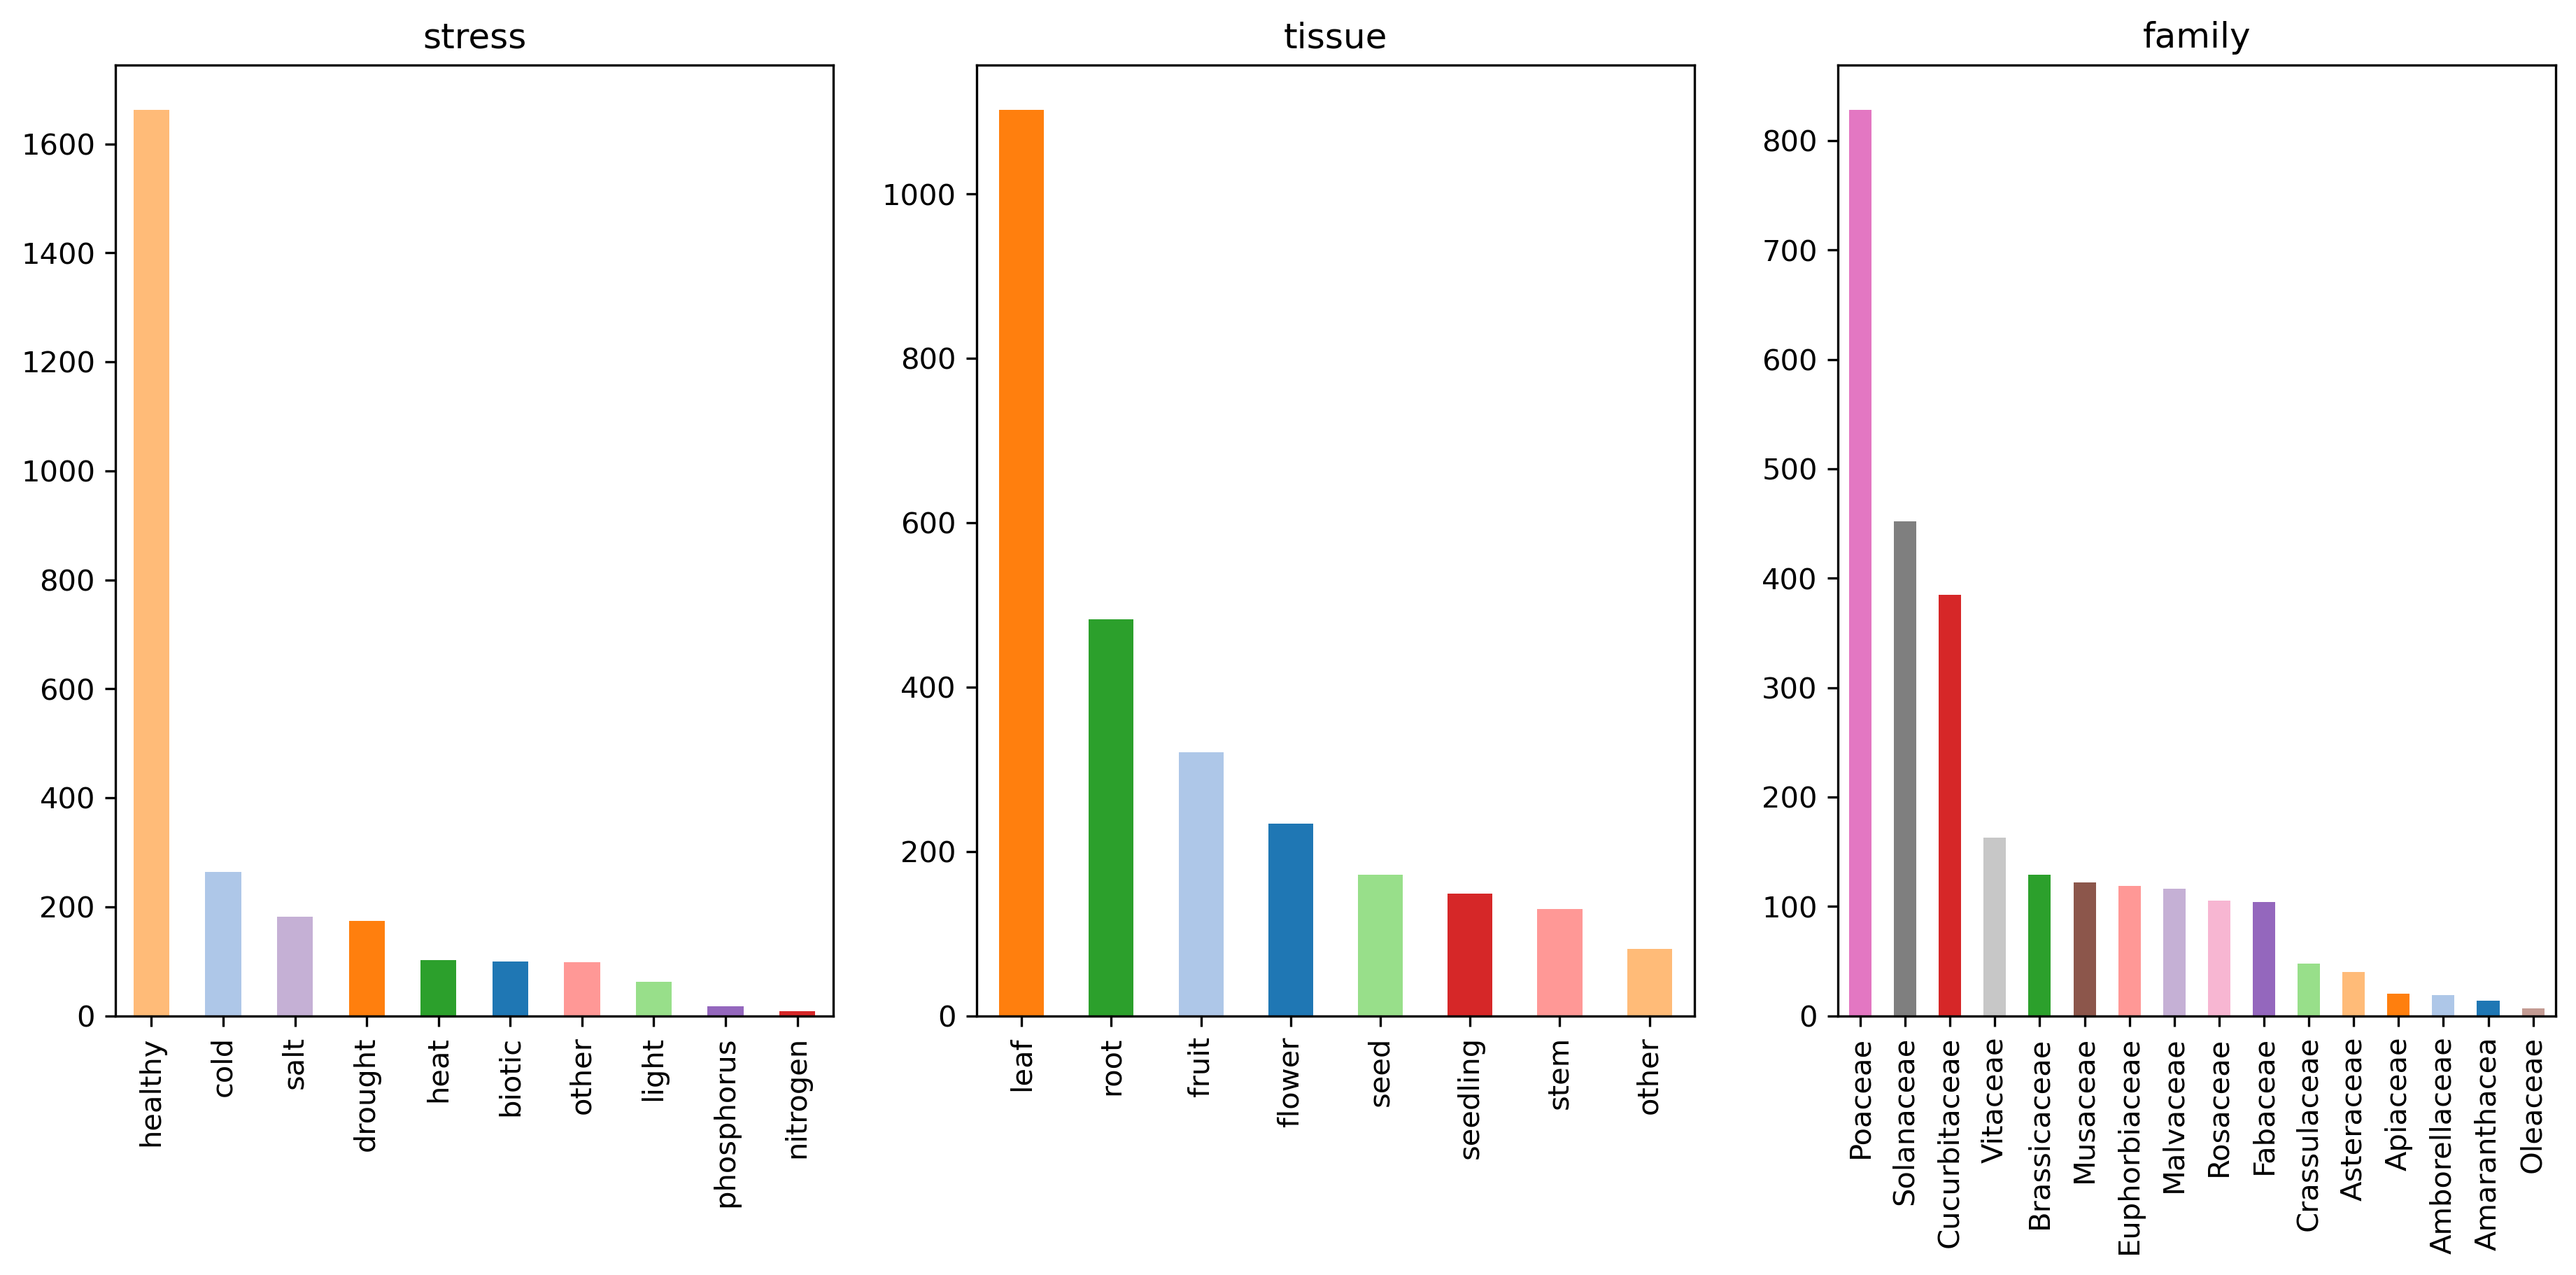 stress
1600
1400
1200
1000
800
600
400
200
0
healthy
cold
salt
drought
heat
biotic
other
light
phosphorus
nitrogen
tissue
1000
800
600
400
200
0
leaf
root
fruit
flower
seed
seedling
stem
other
family
800
700
600
500
400
300
200
100
0
Poaceae
Solanaceae
Cucurbitaceae
Vitaceae
Brassicaceae
Musaceae
Euphorbiaceae
Malvaceae
Rosaceae
Fabaceae
Crassulaceae
Asteraceae
Apiaceae
Amborellaceae
Amaranthacea
Oleaceae